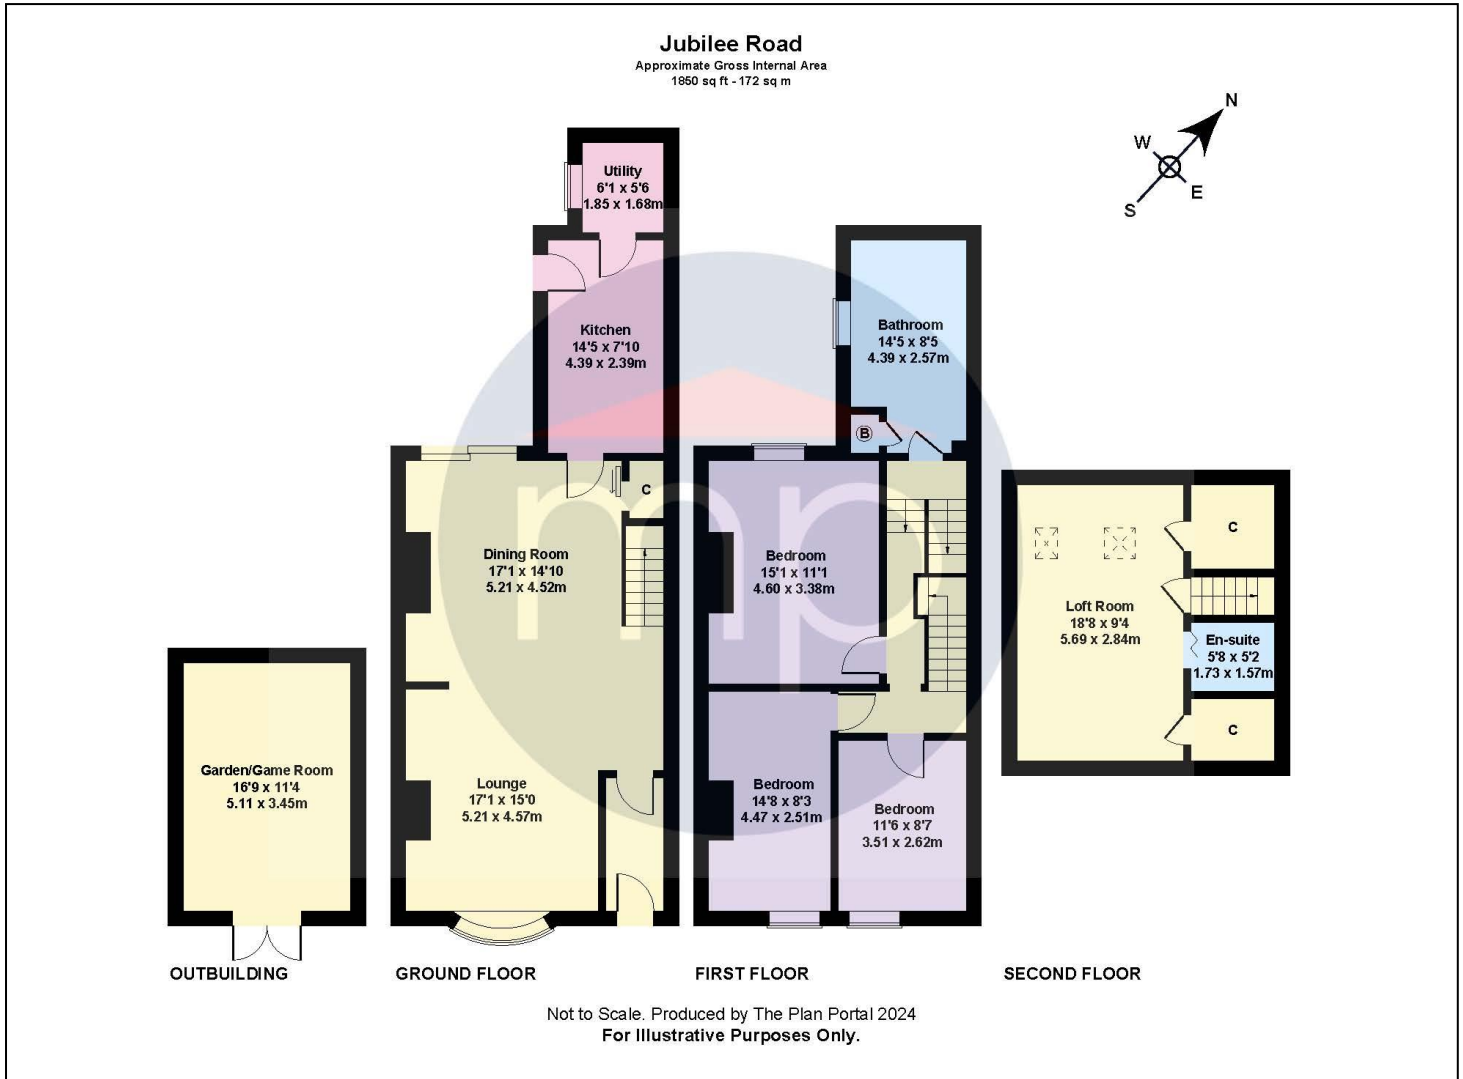 Jubilee Road
Approximate Gross Internal Area
1850 sq ft - 172 sq m
N
W
E
S
Utility
6'1 x 5'6
1.85 x 1.68m
Kitchen
14'5 x 7'10
4.39 x 2.39m
Bathroom
14'5 x 8'5
4.39 x 2.57m
B
C
Dining Room
17'1 x 14'10
5.21 x 4.52m
Bedroom
15'1 x 11'1
4.60 x 3.38m
mp
C
Loft Room
18'8 x 9'4
5.69 x 2.84m
En-suite
5'8 x 5'2
1.73 x 1.57m
C
Garden/Game Room
16'9 x 11'4
5.11 x 3.45m
Lounge
17'1 x 15'0
5.21 x 4.57m
Bedroom
14'8 x 8'3
4.47 x 2.51m
Bedroom
11'6 x 8'7
3.51 x 2.62m
OUTBUILDING
GROUND FLOOR
FIRST FLOOR
SECOND FLOOR
Not to Scale. Produced by The Plan Portal 2024
For Illustrative Purposes Only.